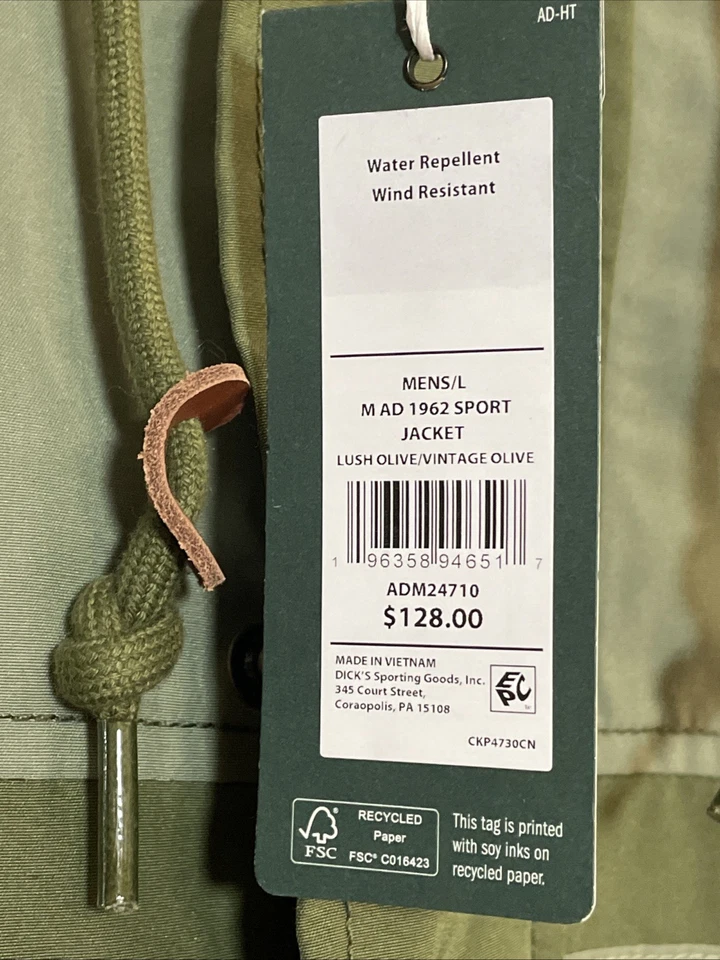 AD-HT
Water Repellent
Wind Resistant
MENS/L
M AD 1962 SPORT
JACKET
LUSH OLIVE/VINTAGE OLIVE
1 96358 94651 7
ADM24710
$128.00
MADE IN VIETNAM
DICK'S Sporting Goods, Inc.
345 Court Street,
Coraopolis, PA 15108
EPC
CKP4730CN
RECYCLED
Paper
FSC® C016423
FSC
This tag is printed
with soy inks on
recycled paper.